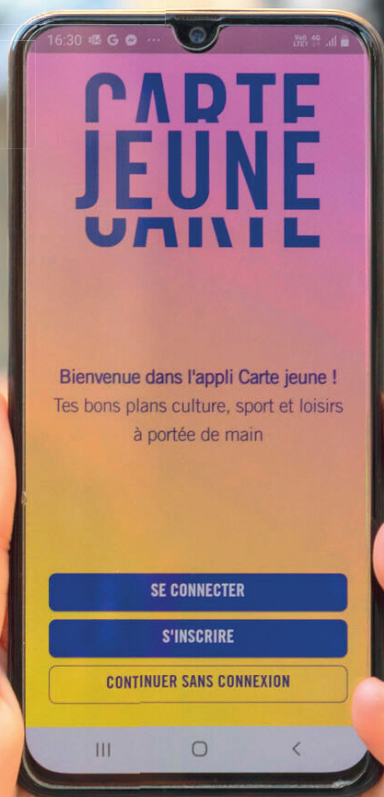 16:30
CARTE
JEUNE
CARTE
Bienvenue dans l'appli Carte jeune !
Tes bons plans culture, sport et loisirs
à portée de main
SE CONNECTER
S'INSCRIRE
CONTINUER SANS CONNEXION